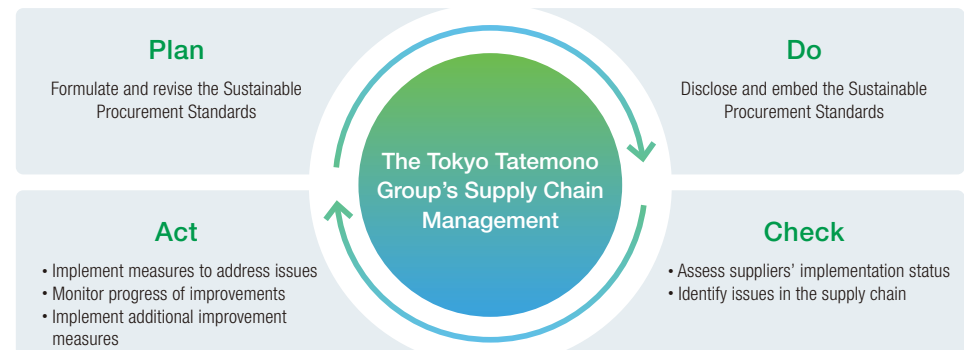 Plan
Formulate and revise the Sustainable
Procurement Standards
Do
Disclose and embed the Sustainable
Procurement Standards
The Tokyo Tatemono
Group's Supply Chain
Management
Act
• Implement measures to address issues
• Monitor progress of improvements
• Implement additional improvement
measures
Check
• Assess suppliers' implementation status
• Identify issues in the supply chain